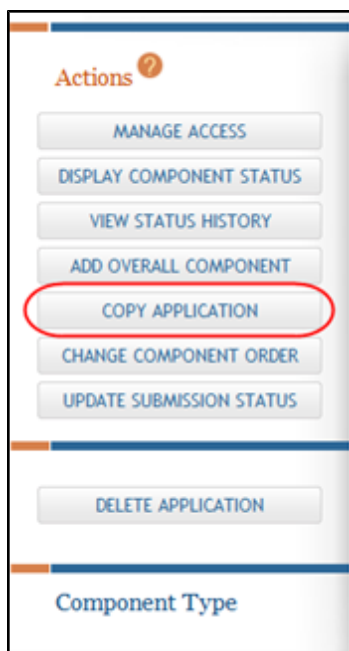 Actions ?
MANAGE ACCESS
DISPLAY COMPONENT STATUS
VIEW STATUS HISTORY
ADD OVERALL COMPONENT
COPY APPLICATION
CHANGE COMPONENT ORDER
UPDATE SUBMISSION STATUS
DELETE APPLICATION
Component Type